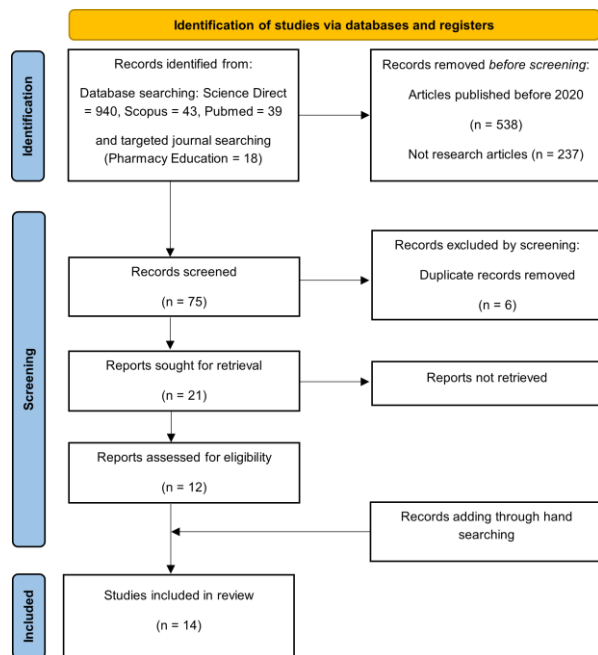 Identification of studies via databases and registers
Identification
Records identified from:
Database searching: Science Direct
= 940, Scopus = 43, Pubmed = 39
and targeted journal searching
(Pharmacy Education = 18)
Records removed before screening:
Articles published before 2020
(n = 538)
Not research articles (n = 237)
Screening
Records screened
(n = 75)
Records excluded by screening:
Duplicate records removed
(n = 6)
Reports sought for retrieval
(n = 21)
Reports not retrieved
Reports assessed for eligibility
(n = 12)
Records adding through hand
searching
Included
Studies included in review
(n = 14)